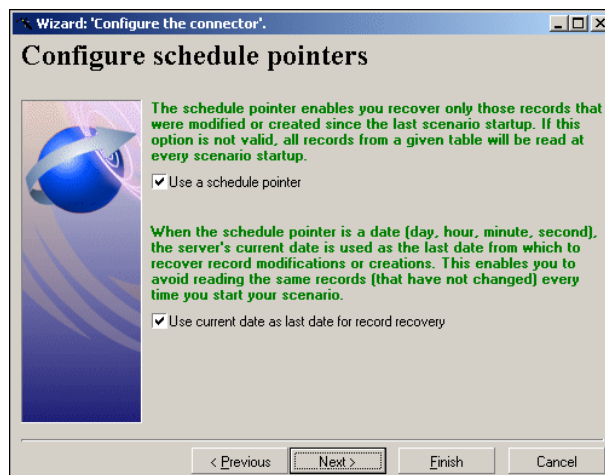 Wizard: 'Configure the connector'.
Configure schedule pointers
The schedule pointer enables you recover only those records that
were modified or created since the last scenario startup. If this
option is not valid, all records from a given table will be read at
every scenario startup.
Use a schedule pointer
When the schedule pointer is a date (day, hour, minute, second),
the server's current date is used as the last date from which to
recover record modifications or creations. This enables you to
avoid reading the same records (that have not changed) every
time you start your scenario.
Use current date as last date for record recovery
< Previous Next > Finish Cancel